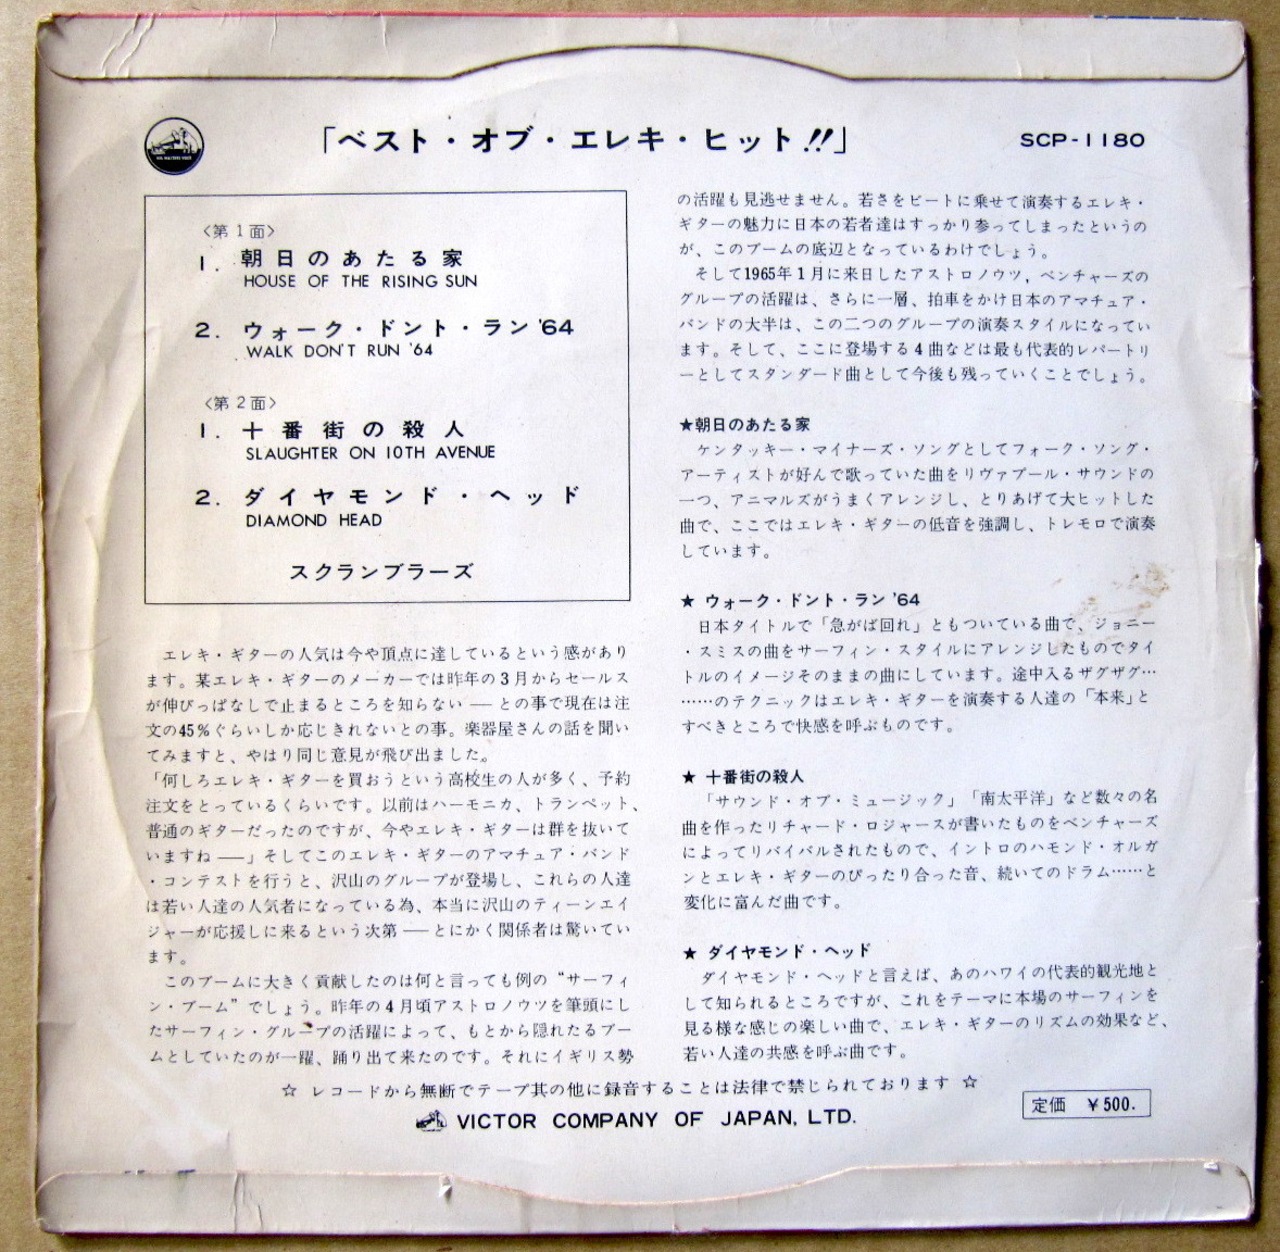 「ベスト・オブ・エレキ・ヒット!!」
SCP-1180
HIS MASTERS VOICE
〈第1面〉
1. 朝日のあたる家
HOUSE OF THE RISING SUN
2. ウォーク・ドント・ラン'64
WALK DON'T RUN '64
〈第2面〉
1. 十番街の殺人
SLAUGHTER ON 10TH AVENUE
2. ダイヤモンド・ヘッド
DIAMOND HEAD
スクランブラーズ
エレキ・ギターの人気は今や頂点に達しているという感があり
ます。某エレキ・ギターのメーカーでは昨年の3月からセールス
が伸びっぱなしで止まるところを知らない ── との事で現在は注
文の45%ぐらいしか応じきれないとの事。楽器屋さんの話を聞い
てみますと、やはり同じ意見が飛び出ました。
「何しろエレキ・ギターを買おうという高校生の人が多く、予約
注文をとっているくらいです。以前はハーモニカ、トランペット、
普通のギターだったのですが、今やエレキ・ギターは群を抜いて
いますね ──」そしてこのエレキ・ギターのアマチュア・バンド
・コンテストを行うと、沢山のグループが登場し、これらの人達
は若い人達の人気者になっている為、本当に沢山のティーンエイ
ジャーが応援しに来るという次第 ── とにかく関係者は驚いてい
ます。
このブームに大きく貢献したのは何と言っても例の“サーフィ
ン・ブーム”でしょう。昨年の4月頃アストロノウツを筆頭にし
たサーフィン・グループの活躍によって、もとから隠れたるブー
ムとしていたのが一躍、踊り出て来たのです。それにイギリス勢
の活躍も見逃せません。若さをビートに乗せて演奏するエレキ・
ギターの魅力に日本の若者達はすっかり参ってしまったというの
が、このブームの底辺となっているわけでしょう。
そして1965年1月に来日したアストロノウツ，ベンチャーズの
グループの活躍は、さらに一層、拍車をかけ日本のアマチュア・
バンドの大半は、この二つのグループの演奏スタイルになってい
ます。そして、ここに登場する4曲などは最も代表的レパートリ
ーとしてスタンダード曲として今後も残っていくことでしょう。
★朝日のあたる家
ケンタッキー・マイナーズ・ソングとしてフォーク・ソング・
アーティストが好んで歌っていた曲をリヴァプール・サウンドの
一つ、アニマルズがうまくアレンジし、とりあげて大ヒットした
曲で、ここではエレキ・ギターの低音を強調し、トレモロで演奏
しています。
★ ウォーク・ドント・ラン'64
日本タイトルで「急がば回れ」ともついている曲で、ジョニー
・スミスの曲をサーフィン・スタイルにアレンジしたものでタイ
トルのイメージそのままの曲にしています。途中入るザグザグ…
……のテクニックはエレキ・ギターを演奏する人達の「本来」と
すべきところで快感を呼ぶものです。
★ 十番街の殺人
「サウンド・オブ・ミュージック」「南太平洋」など数々の名
曲を作ったリチャード・ロジャースが書いたものをベンチャーズ
によってリバイバルされたもので、イントロのハモンド・オルガ
ンとエレキ・ギターのぴったり合った音、続いてのドラム……と
変化に富んだ曲です。
★ ダイヤモンド・ヘッド
ダイヤモンド・ヘッドと言えば、あのハワイの代表的観光地と
して知られるところですが、これをテーマに本場のサーフィンを
見る様な感じの楽しい曲で、エレキ・ギターのリズムの効果など、
若い人達の共感を呼ぶ曲です。
☆ レコードから無断でテープ其の他に録音することは法律で禁じられております ☆
VICTOR COMPANY OF JAPAN, LTD.
定価 ¥500.